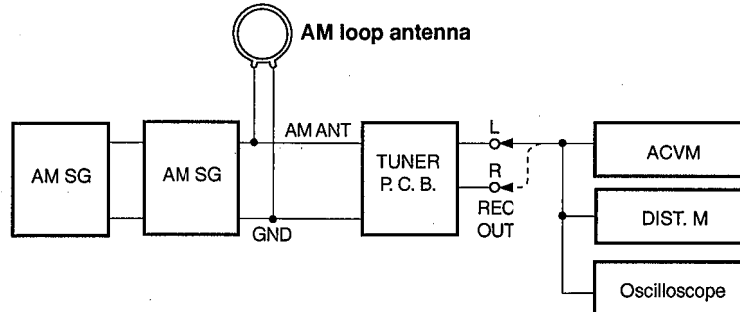 AM loop antenna
AM SG
AM SG
AM ANT
GND
TUNER
P. C. B.
L
R
REC
OUT
ACVM
DIST. M
Oscilloscope